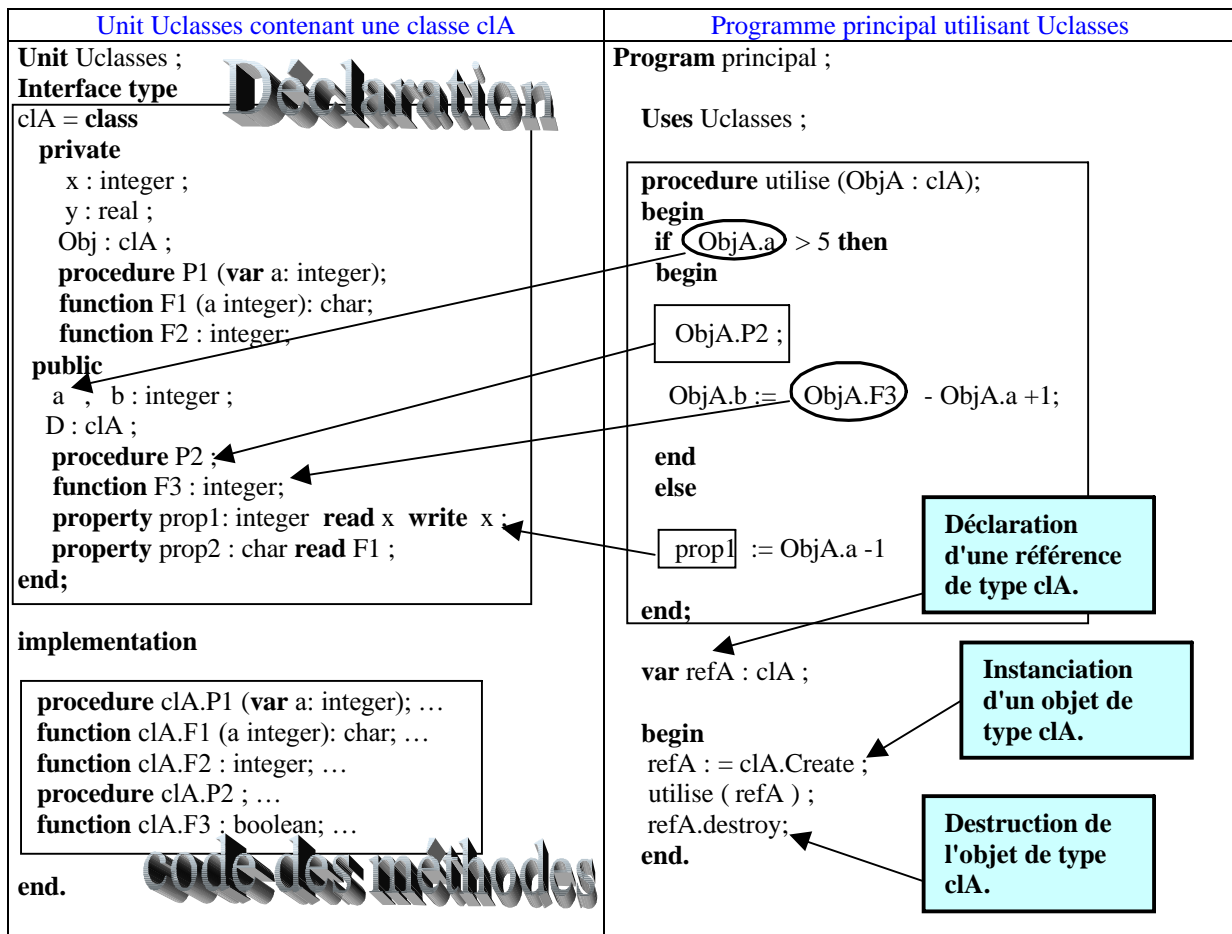 Unit Uclasses contenant une classe clA
Unit Uclasses ;
Interface type
Déclaration
clA = class
private
x : integer ;
y : real ;
Obj : clA ;
procedure P1 (var a: integer);
function F1 (a integer): char;
function F2 : integer;
public
a , b : integer ;
D : clA ;
procedure P2 ;
function F3 : integer;
property prop1: integer read x write x ;
property prop2 : char read F1 ;
end;
implementation
procedure clA.P1 (var a: integer); …
function clA.F1 (a integer): char; …
function clA.F2 : integer; …
procedure clA.P2 ; …
function clA.F3 : boolean; …
code des méthodes
end.
Programme principal utilisant Uclasses
Program principal ;
Uses Uclasses ;
procedure utilise (ObjA : clA);
begin
if ObjA.a > 5 then
begin
ObjA.P2 ;
ObjA.b := ObjA.F3 - ObjA.a +1;
end
else
prop1 := ObjA.a -1
end;
Déclaration
d'une référence
de type clA.
var refA : clA ;
Instanciation
d'un objet de
type clA.
begin
refA : = clA.Create ;
utilise ( refA ) ;
refA.destroy;
end.
Destruction de
l'objet de type
clA.